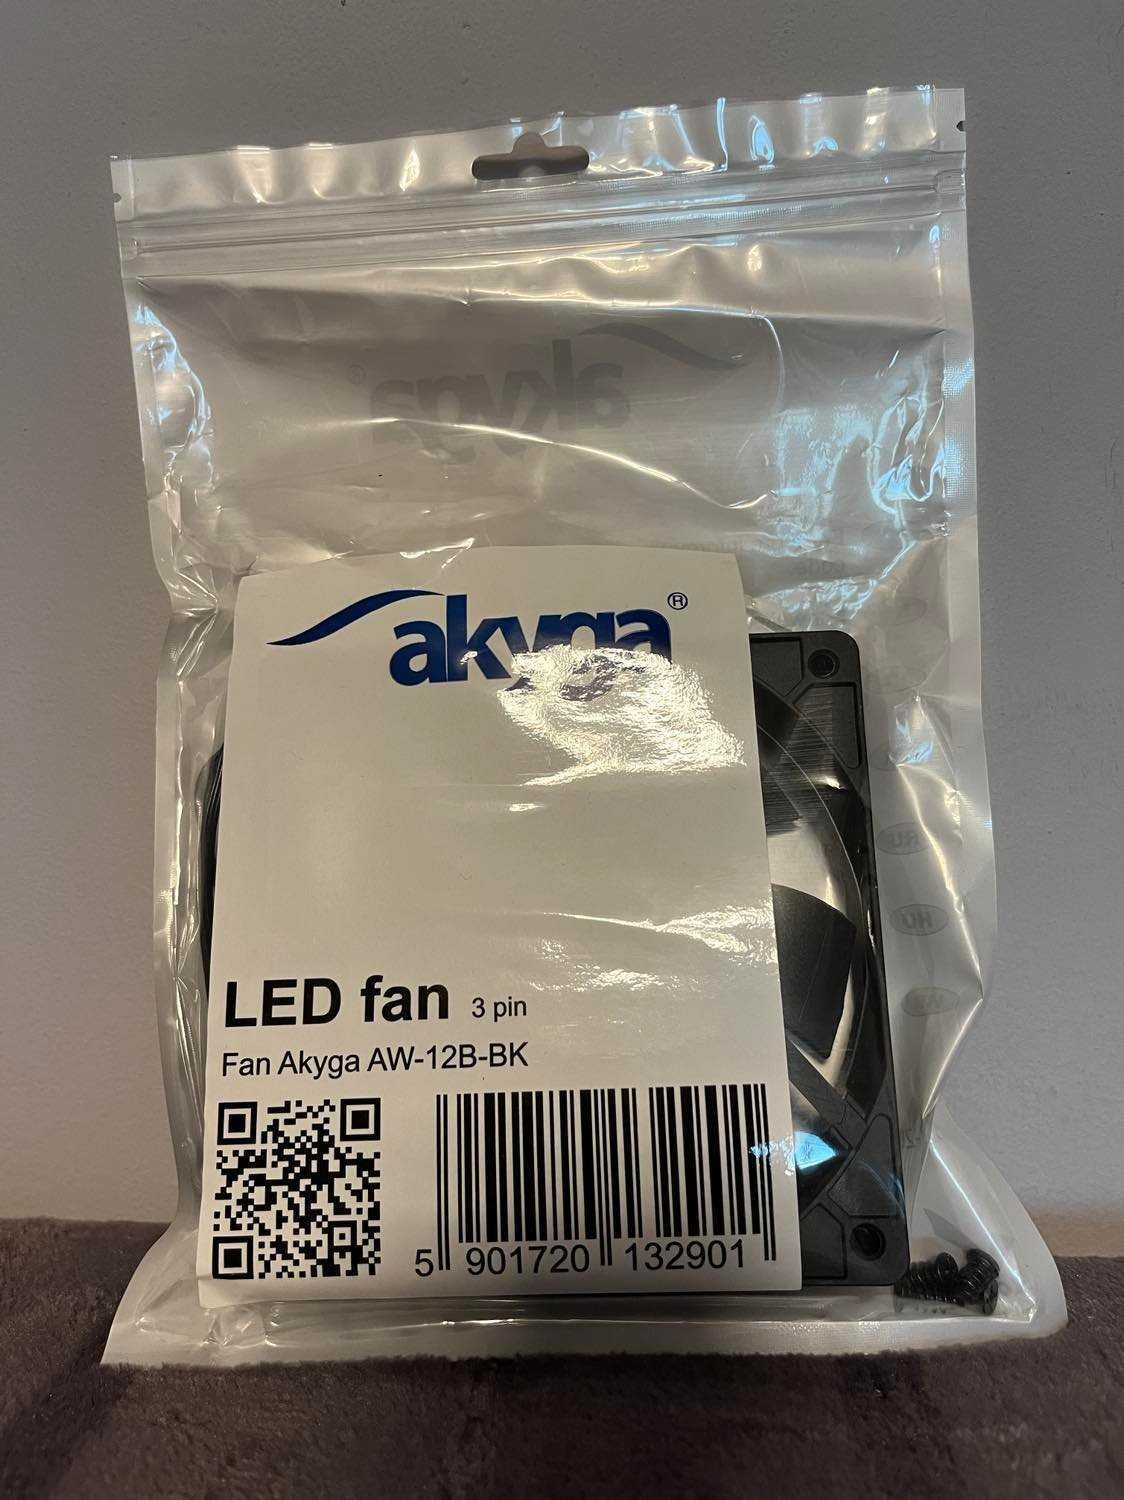 akyga®
LED fan 3 pin
Fan Akyga AW-12B-BK
5 901720 132901